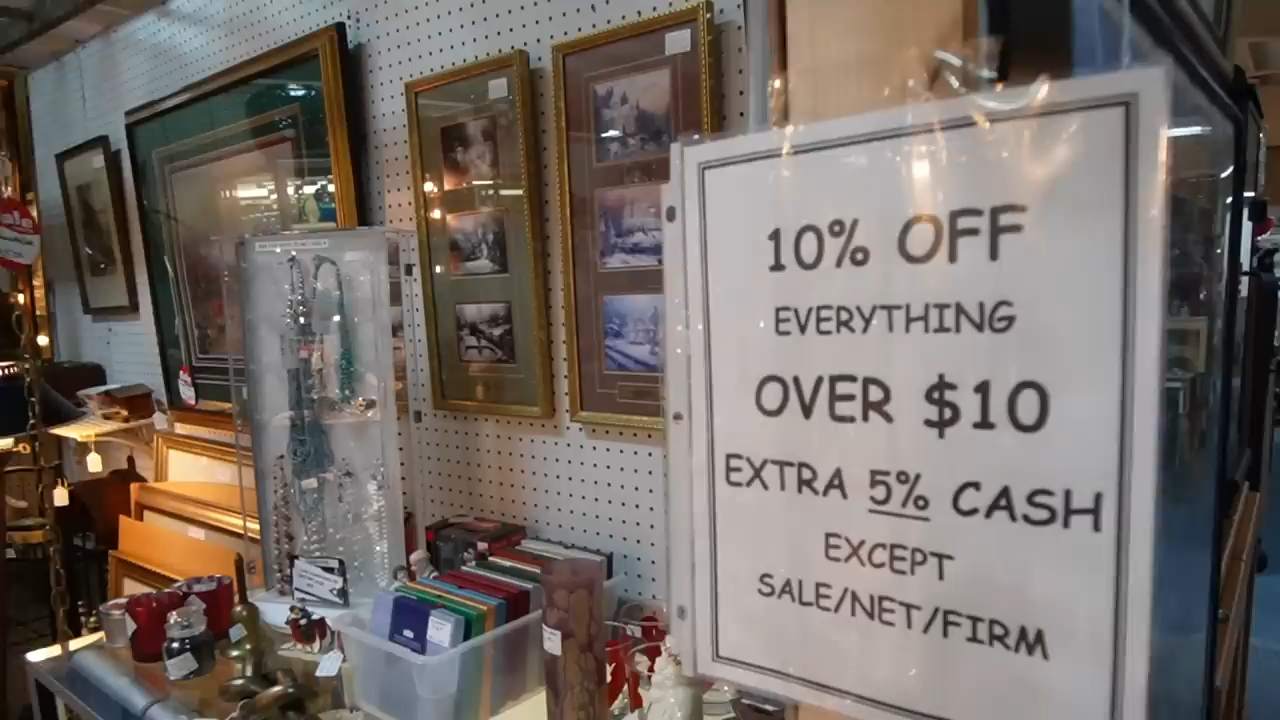 10% OFF
EVERYTHING
OVER $10
EXTRA 5% CASH
EXCEPT
SALE/NET/FIRM